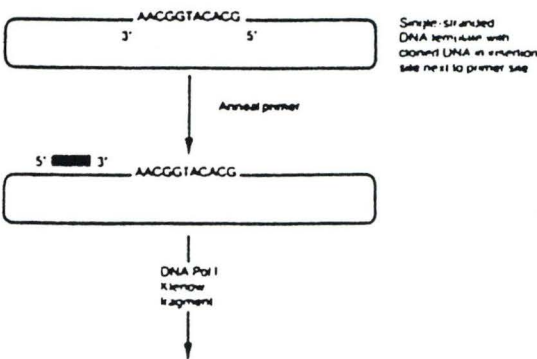 AACGGTACACG
3' 5'
Single-stranded
DNA template with
cloned DNA in insertion
site next to primer site
Anneal primer
5' 3'
AACGGTACACG
DNA Pol I
Klenow
fragment